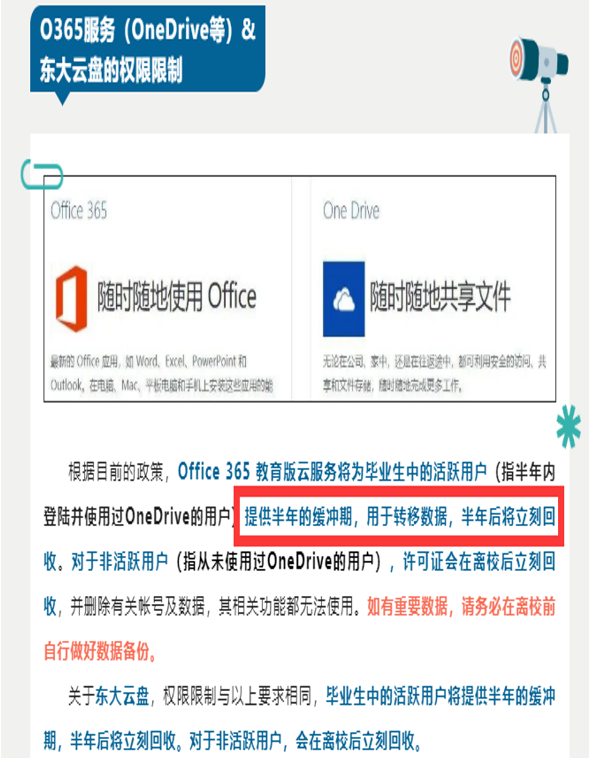 O365服务（OneDrive等）&
东大云盘的权限限制
Office 365
One Drive
随时随地使用 Office
随时随地共享文件
最新的 Office 应用，如 Word、Excel、PowerPoint 和
Outlook。在电脑、Mac、平板电脑和手机上安装这些应用的能
无论在公司、家中，还是在往返途中，都可利用安全的访问、共
享和文件存储，随时随地完成更多工作。
根据目前的政策，Office 365 教育版云服务将为毕业生中的活跃用户（指半年内
登陆并使用过OneDrive的用户）提供半年的缓冲期，用于转移数据，半年后将立刻回
收。对于非活跃用户（指从未使用过OneDrive的用户），许可证会在离校后立刻回
收，并删除有关帐号及数据，其相关功能都无法使用。如有重要数据，请务必在离校前
自行做好数据备份。
关于东大云盘，权限限制与以上要求相同，毕业生中的活跃用户将提供半年的缓冲
期，半年后将立刻回收。对于非活跃用户，会在离校后立刻回收。